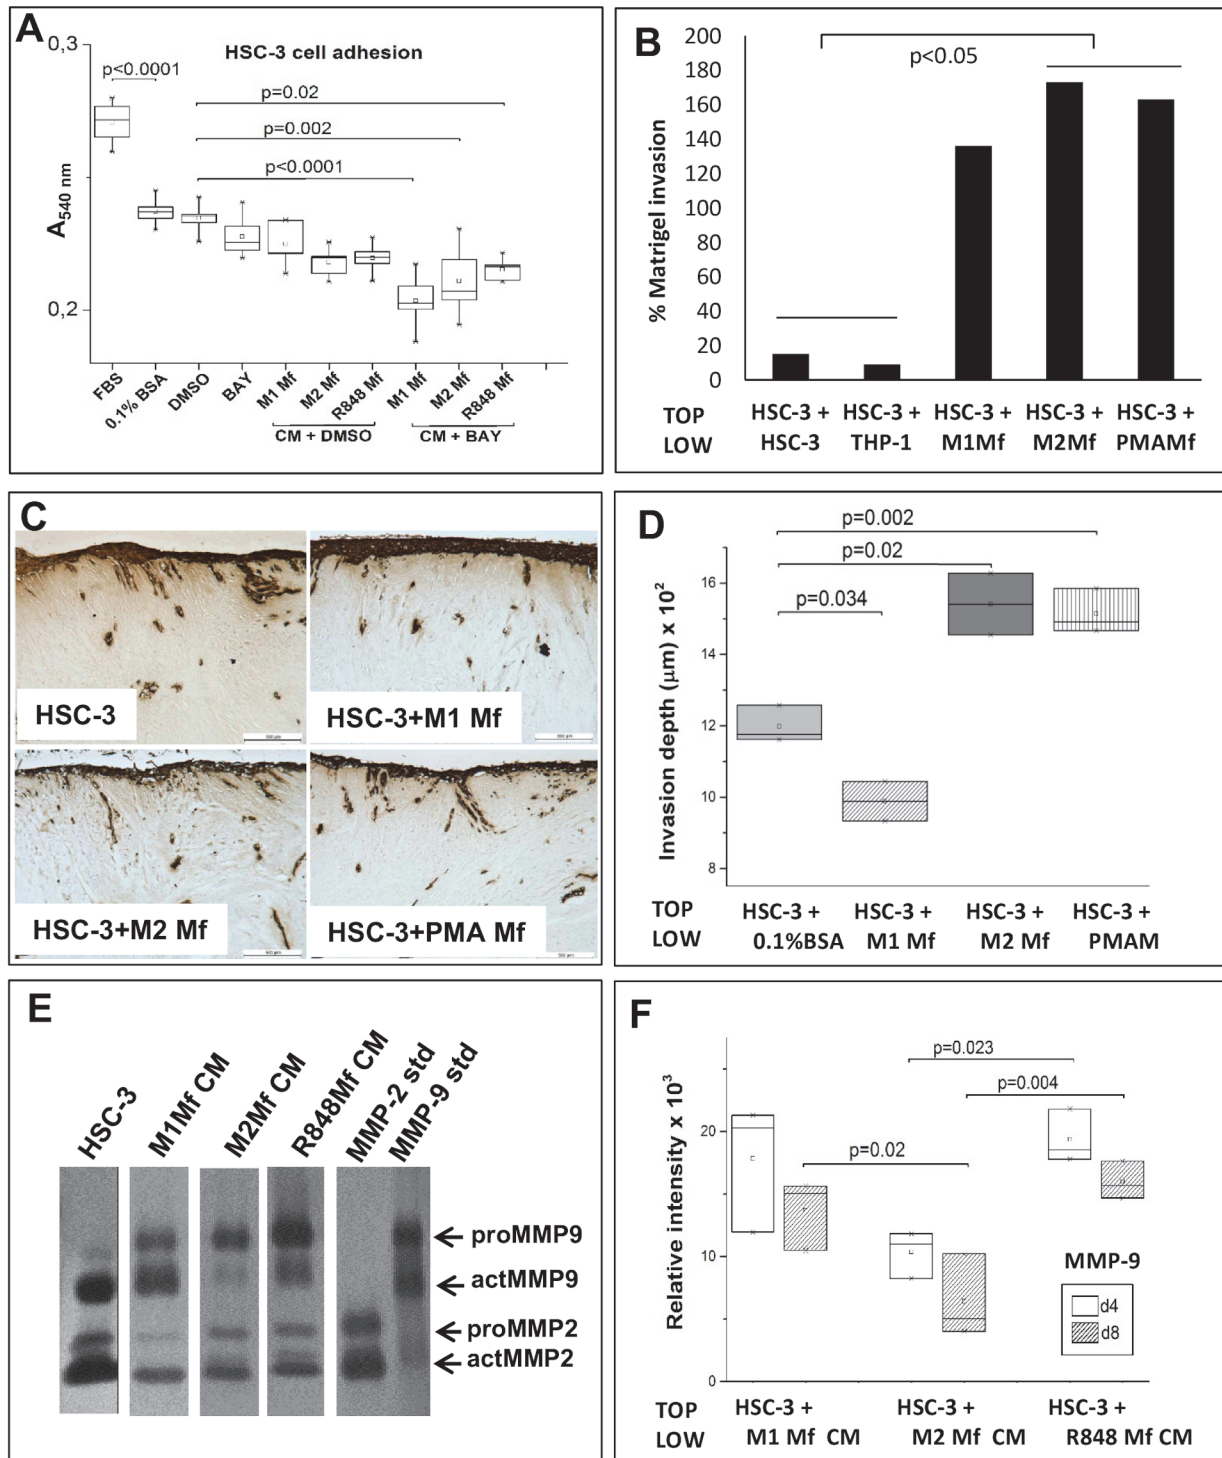 A
HSC-3 cell adhesion
0,3
p<0.0001
p=0.02
p=0.002
p<0.0001
A540 nm
0,2
FBS
0.1% BSA
DMSO
BAY
M1 Mf
M2 Mf
R848 Mf
M1 Mf
M2 Mf
R848 Mf
CM + DMSO
CM + BAY
B
200
180
160
140
120
100
80
60
40
20
0
% Matrigel invasion
p<0.05
TOP HSC-3 + HSC-3 + HSC-3 + HSC-3 + HSC-3 +
LOW HSC-3 THP-1 M1Mf M2Mf PMAMf
C
HSC-3
HSC-3+M1 Mf
HSC-3+M2 Mf
HSC-3+PMA Mf
D
p=0.002
p=0.02
p=0.034
16
14
12
10
8
Invasion depth (µm) x 10²
TOP HSC-3 + HSC-3 + HSC-3 + HSC-3 +
LOW 0.1%BSA M1 Mf M2 Mf PMAM
E
HSC-3
M1Mf CM
M2Mf CM
R848Mf CM
MMP-2 std
MMP-9 std
proMMP9
actMMP9
proMMP2
actMMP2
F
p=0.023
p=0.004
p=0.02
20
10
0
Relative intensity x 10³
MMP-9
d4
d8
TOP HSC-3 + HSC-3 + HSC-3 +
LOW M1 Mf CM M2 Mf CM R848 Mf CM